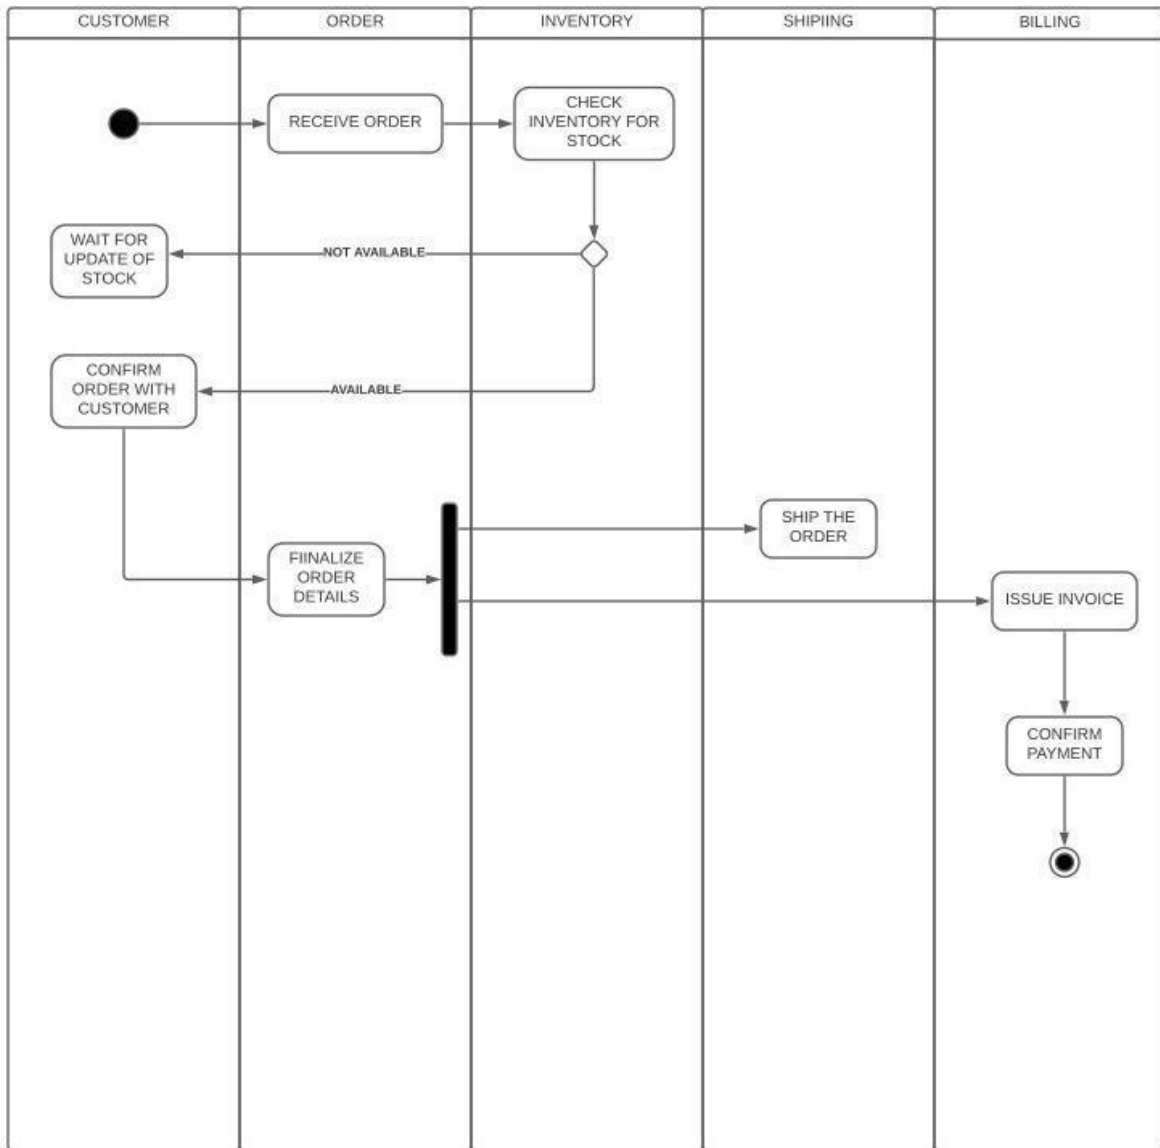 CUSTOMER
ORDER
INVENTORY
SHIPIING
BILLING
RECEIVE ORDER
CHECK
INVENTORY FOR
STOCK
WAIT FOR
UPDATE OF
STOCK
NOT AVAILABLE
CONFIRM
ORDER WITH
CUSTOMER
AVAILABLE
SHIP THE
ORDER
FIINALIZE
ORDER
DETAILS
ISSUE INVOICE
CONFIRM
PAYMENT